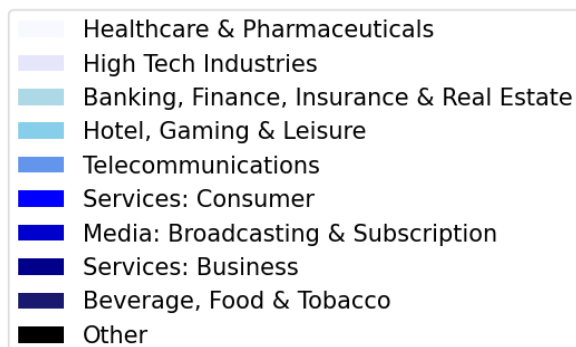 Healthcare & Pharmaceuticals
High Tech Industries
Banking, Finance, Insurance & Real Estate
Hotel, Gaming & Leisure
Telecommunications
Services: Consumer
Media: Broadcasting & Subscription
Services: Business
Beverage, Food & Tobacco
Other